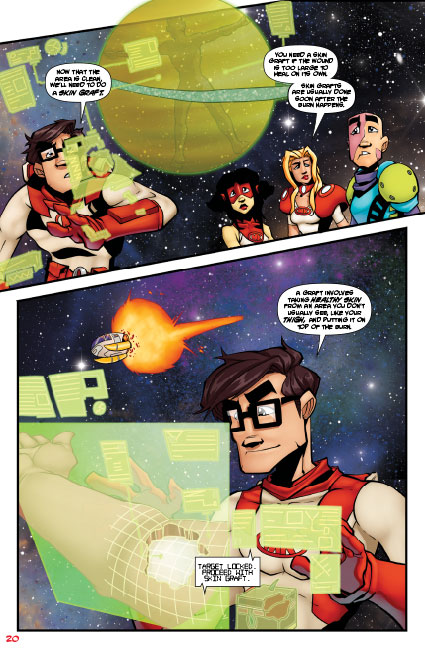 NOW THAT THE
AREA IS CLEAN,
WE'LL NEED TO DO
A SKIN GRAFT.
YOU NEED A SKIN
GRAFT IF THE WOUND
IS TOO LARGE TO
HEAL ON ITS OWN.
SKIN GRAFTS
ARE USUALLY DONE
SOON AFTER THE
BURN HAPPENS.
A GRAFT INVOLVES
TAKING HEALTHY SKIN
FROM AN AREA YOU DON'T
USUALLY SEE, LIKE YOUR
THIGH, AND PUTTING IT ON
TOP OF THE BURN.
TARGET LOCKED.
PROCEED WITH
SKIN GRAFT.
20